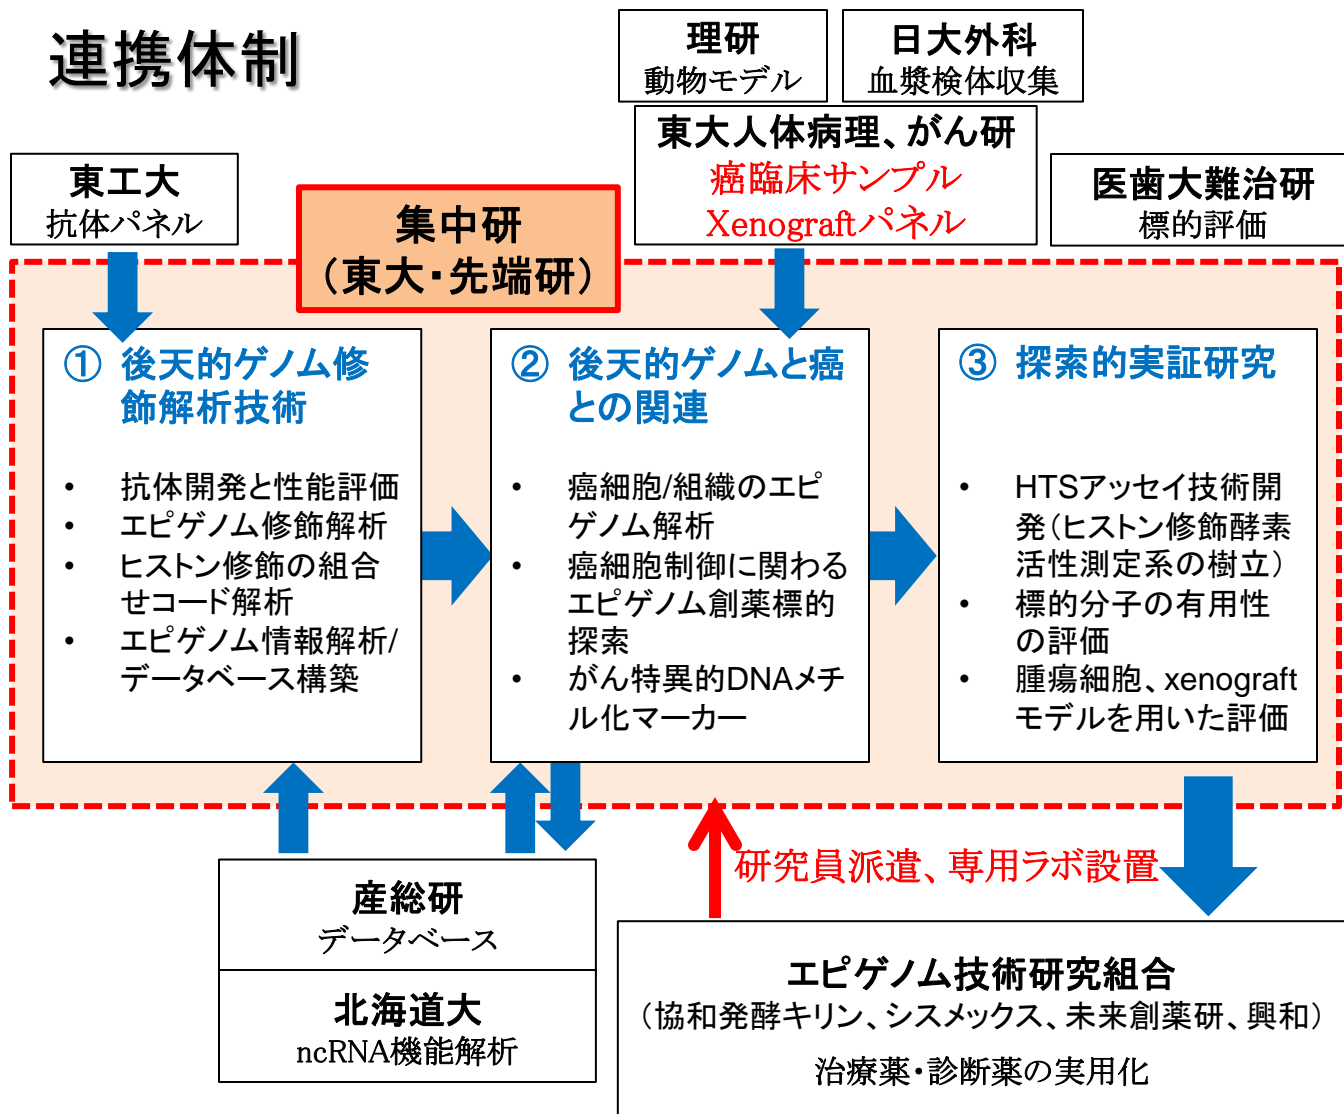 連携体制
理研
動物モデル
日大外科
血漿検体収集
東大人体病理、がん研
癌臨床サンプル
Xenograftパネル
東工大
抗体パネル
医歯大難治研
標的評価
集中研
（東大・先端研）
① 後天的ゲノム修
飾解析技術
• 抗体開発と性能評価
• エピゲノム修飾解析
• ヒストン修飾の組合
せコード解析
• エピゲノム情報解析/
データベース構築
② 後天的ゲノムと癌
との関連
• 癌細胞/組織のエピ
ゲノム解析
• 癌細胞制御に関わる
エピゲノム創薬標的
探索
• がん特異的DNAメチ
ル化マーカー
③ 探索的実証研究
• HTSアッセイ技術開
発（ヒストン修飾酵素
活性測定系の樹立）
• 標的分子の有用性
の評価
• 腫瘍細胞、xenograft
モデルを用いた評価
研究員派遣、専用ラボ設置
産総研
データベース
北海道大
ncRNA機能解析
エピゲノム技術研究組合
（協和発酵キリン、シスメックス、未来創薬研、興和）
治療薬・診断薬の実用化